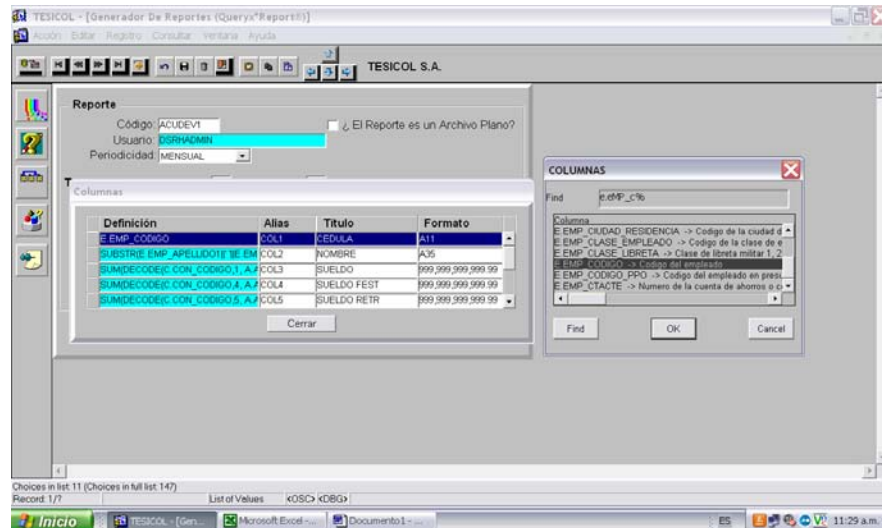 TESICOL - [Generador De Reportes (Queryx*Report®)]
Acción Editar Registro Consultar Ventana Ayuda
TESICOL S.A.
Reporte
Código: ACUDEV1
¿ El Reporte es un Archivo Plano?
Usuario: DSRHADMIN
Periodicidad: MENSUAL
Columnas
Definición Alias Titulo Formato
E.EMP_CODIGO COL1 CEDULA A11
SUBSTR(E.EMP_APELLIDO1||' '||E.EM COL2 NOMBRE A35
SUM(DECODE(C.CON_CODIGO,1, A.A COL3 SUELDO 999,999,999,999.99
SUM(DECODE(C.CON_CODIGO,4, A.A COL4 SUELDO FEST 999,999,999,999.99
SUM(DECODE(C.CON_CODIGO,5, A.A COL5 SUELDO RETR 999,999,999,999.99
Cerrar
COLUMNAS
Find e.eMP_c%
Columna
E.EMP_CIUDAD_RESIDENCIA -> Codigo de la ciudad d
E.EMP_CLASE_EMPLEADO -> Codigo de la clase de e
E.EMP_CLASE_LIBRETA -> Clase de libreta militar 1, 2
E.EMP_CODIGO -> Codigo del empleado
E.EMP_CODIGO_PPO -> Codigo del empleado en presu
E.EMP_CTACTE -> Numero de la cuenta de ahorros o c
Find OK Cancel
Choices in list: 11 (Choices in full list: 147)
Record: 1/? List of Values <OSC> <DBG>
Inicio TESICOL - [Gen... Microsoft Excel -... Documento1 - ... ES 11:29 a.m.